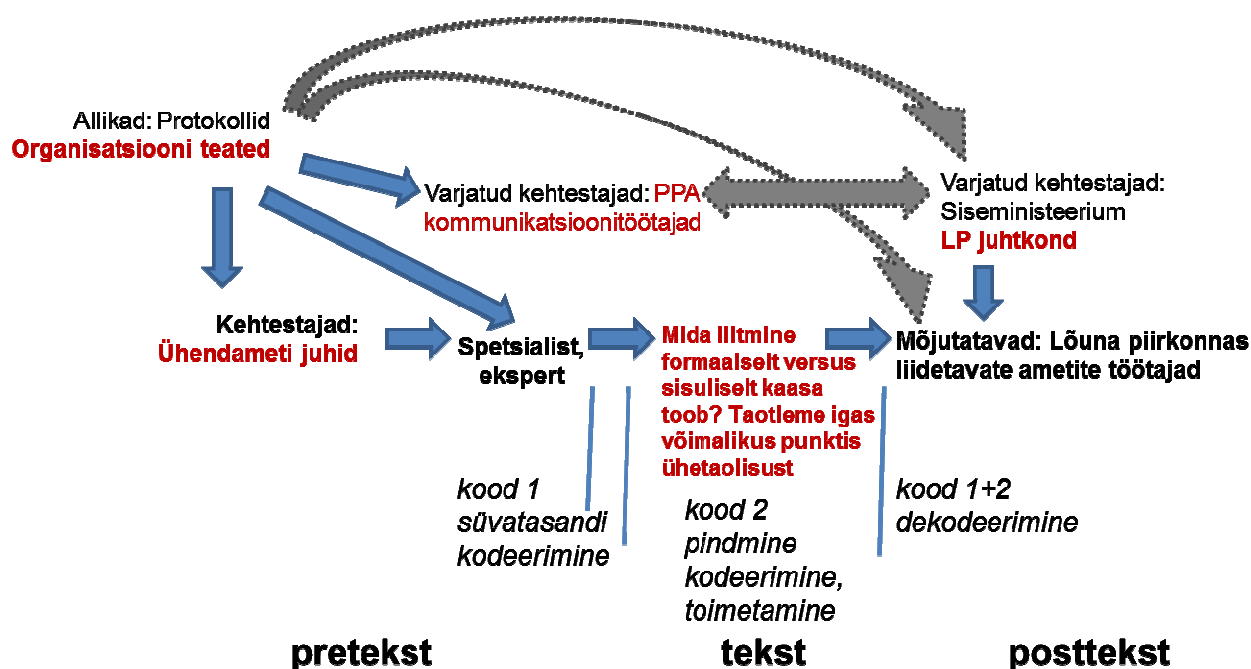 Allikad: Protokollid
Organisatsiooni teated
Varjatud kehtestajad: PPA
kommunikatsioonitöötajad
Varjatud kehtestajad:
Siseministeerium
LP juhtkond
Kehtestajad:
Ühendameti juhid
Spetsialist,
ekspert
Mida liitmine
formaalselt versus
sisuliselt kaasa
toob? Taotleme igas
võimalikus punktis
ühetaolisust
Mõjutatavad: Lõuna piirkonnas
liidetavate ametite töötajad
kood 1
süvatasandi
kodeerimine
kood 2
pindmine
kodeerimine,
toimetamine
kood 1+2
dekodeerimine
pretekst
tekst
posttekst